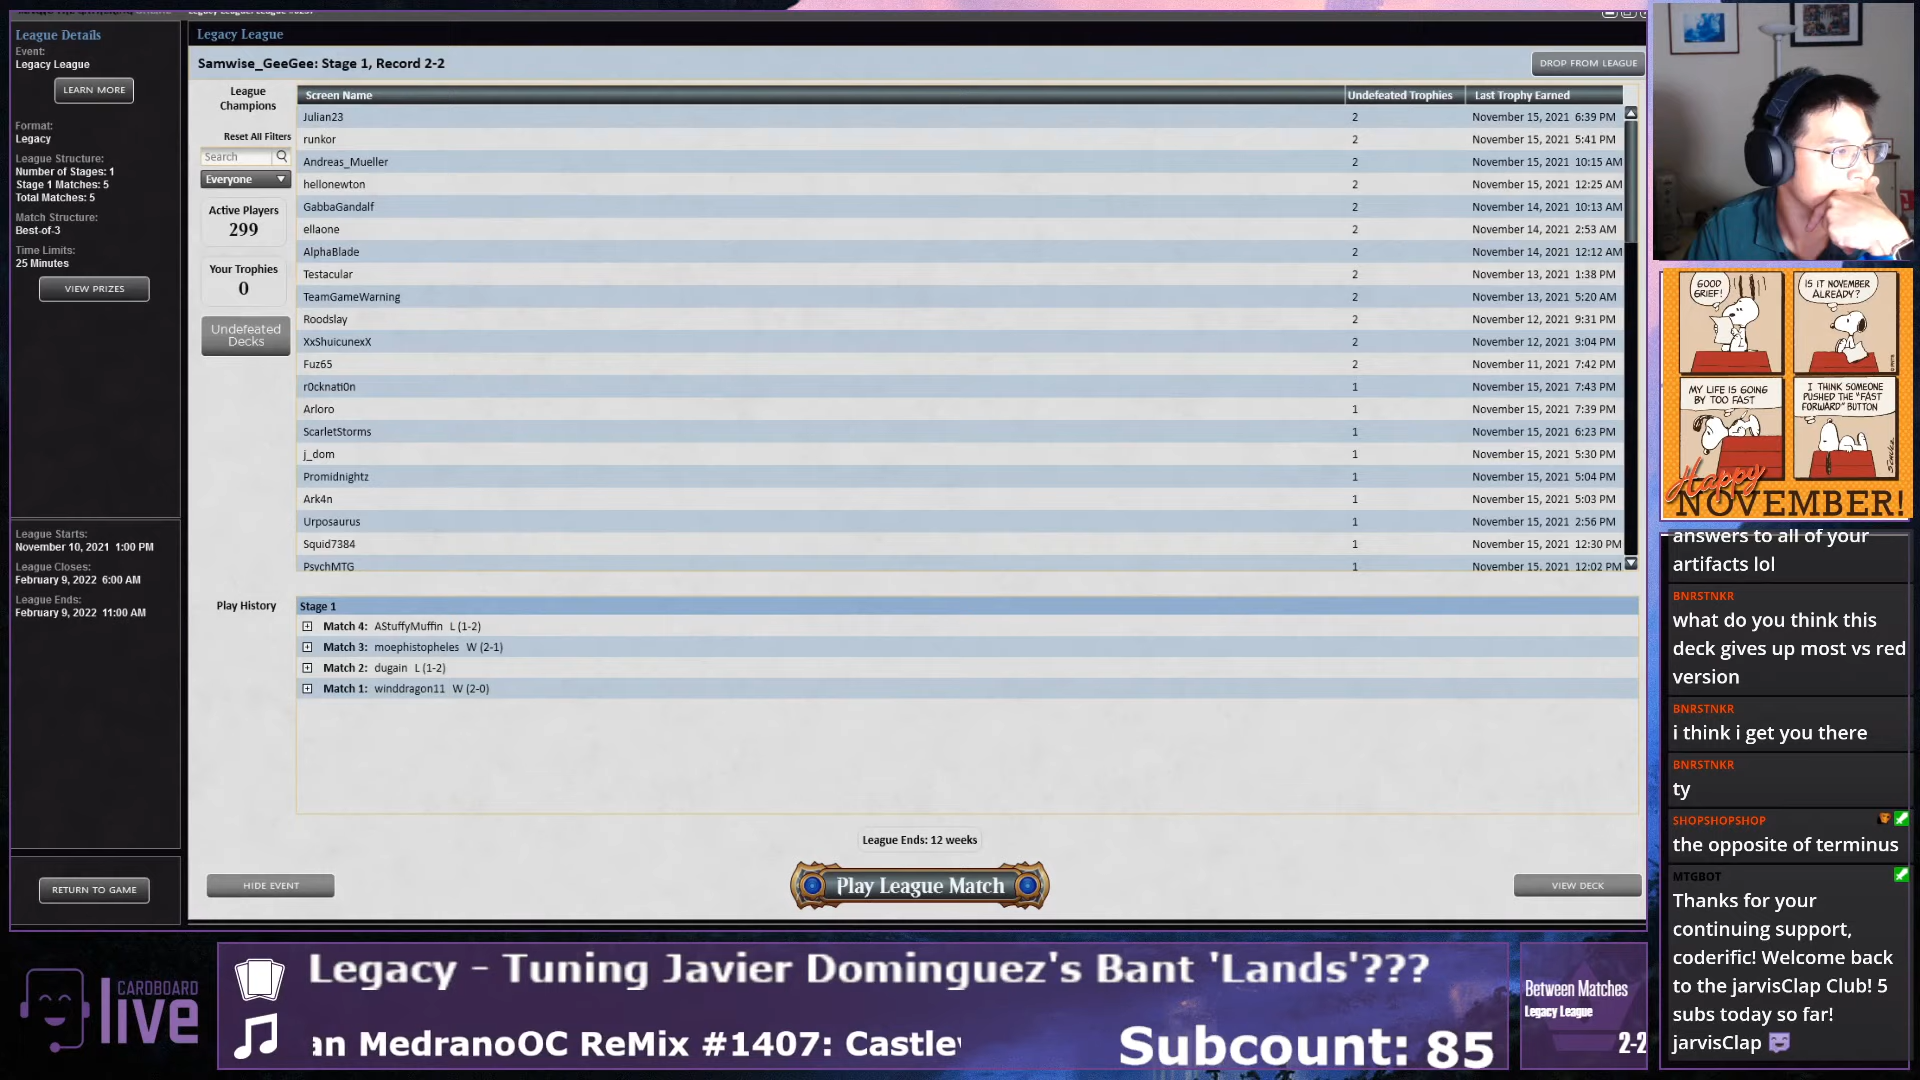 League Details
Event:
Legacy League
LEARN MORE
Format:
Legacy
League Structure:
Number of Stages: 1
Stage 1 Matches: 5
Total Matches: 5
Match Structure:
Best-of-3
Time Limits:
25 Minutes
VIEW PRIZES
League Starts:
November 10, 2021 1:00 PM
League Closes:
February 9, 2022 6:00 AM
League Ends:
February 9, 2022 11:00 AM
RETURN TO GAME
Legacy League
Samwise_GeeGee: Stage 1, Record 2-2
DROP FROM LEAGUE
League Champions
Reset All Filters
Search
Everyone
Active Players
299
Your Trophies
0
Undefeated Decks
Screen Name Undefeated Trophies Last Trophy Earned
Julian23 2 November 15, 2021 6:39 PM
runkor 2 November 15, 2021 5:41 PM
Andreas_Mueller 2 November 15, 2021 10:15 AM
hellonewton 2 November 15, 2021 12:25 AM
GabbaGandalf 2 November 14, 2021 10:13 AM
ellaone 2 November 14, 2021 2:53 AM
AlphaBlade 2 November 14, 2021 12:12 AM
Testacular 2 November 13, 2021 1:38 PM
TeamGameWarning 2 November 13, 2021 5:20 AM
Roodslay 2 November 12, 2021 9:31 PM
XxShuicunexX 2 November 12, 2021 3:04 PM
Fuz65 2 November 11, 2021 7:42 PM
r0cknati0n 1 November 15, 2021 7:43 PM
Arloro 1 November 15, 2021 7:39 PM
ScarletStorms 1 November 15, 2021 6:23 PM
j_dom 1 November 15, 2021 5:30 PM
Promidnightz 1 November 15, 2021 5:04 PM
Ark4n 1 November 15, 2021 5:03 PM
Urposaurus 1 November 15, 2021 2:56 PM
Squid7384 1 November 15, 2021 12:30 PM
PsychMTG 1 November 15, 2021 12:02 PM
Play History
Stage 1
Match 4: AStuffyMuffin L (1-2)
Match 3: moephistopheles W (2-1)
Match 2: dugain L (1-2)
Match 1: winddragon11 W (2-0)
League Ends: 12 weeks
HIDE EVENT
Play League Match
VIEW DECK
GOOD GRIEF!
IS IT NOVEMBER ALREADY?
MY LIFE IS GOING BY TOO FAST
I THINK SOMEONE PUSHED THE "FAST FORWARD" BUTTON
SCHULZ
Happy
NOVEMBER!
answers to all of your
artifacts lol
BNRSTNKR
what do you think this
deck gives up most vs red
version
BNRSTNKR
i think i get you there
BNRSTNKR
ty
SHOPSHOPSHOP
the opposite of terminus
MTGBOT
Thanks for your
continuing support,
coderific! Welcome back
to the jarvisClap Club! 5
subs today so far!
jarvisClap
CARDBOARD
live
Legacy - Tuning Javier Dominguez's Bant 'Lands'???
an MedranoOC ReMix #1407: Castlev
Subcount: 85
Between Matches
Legacy League
2-2